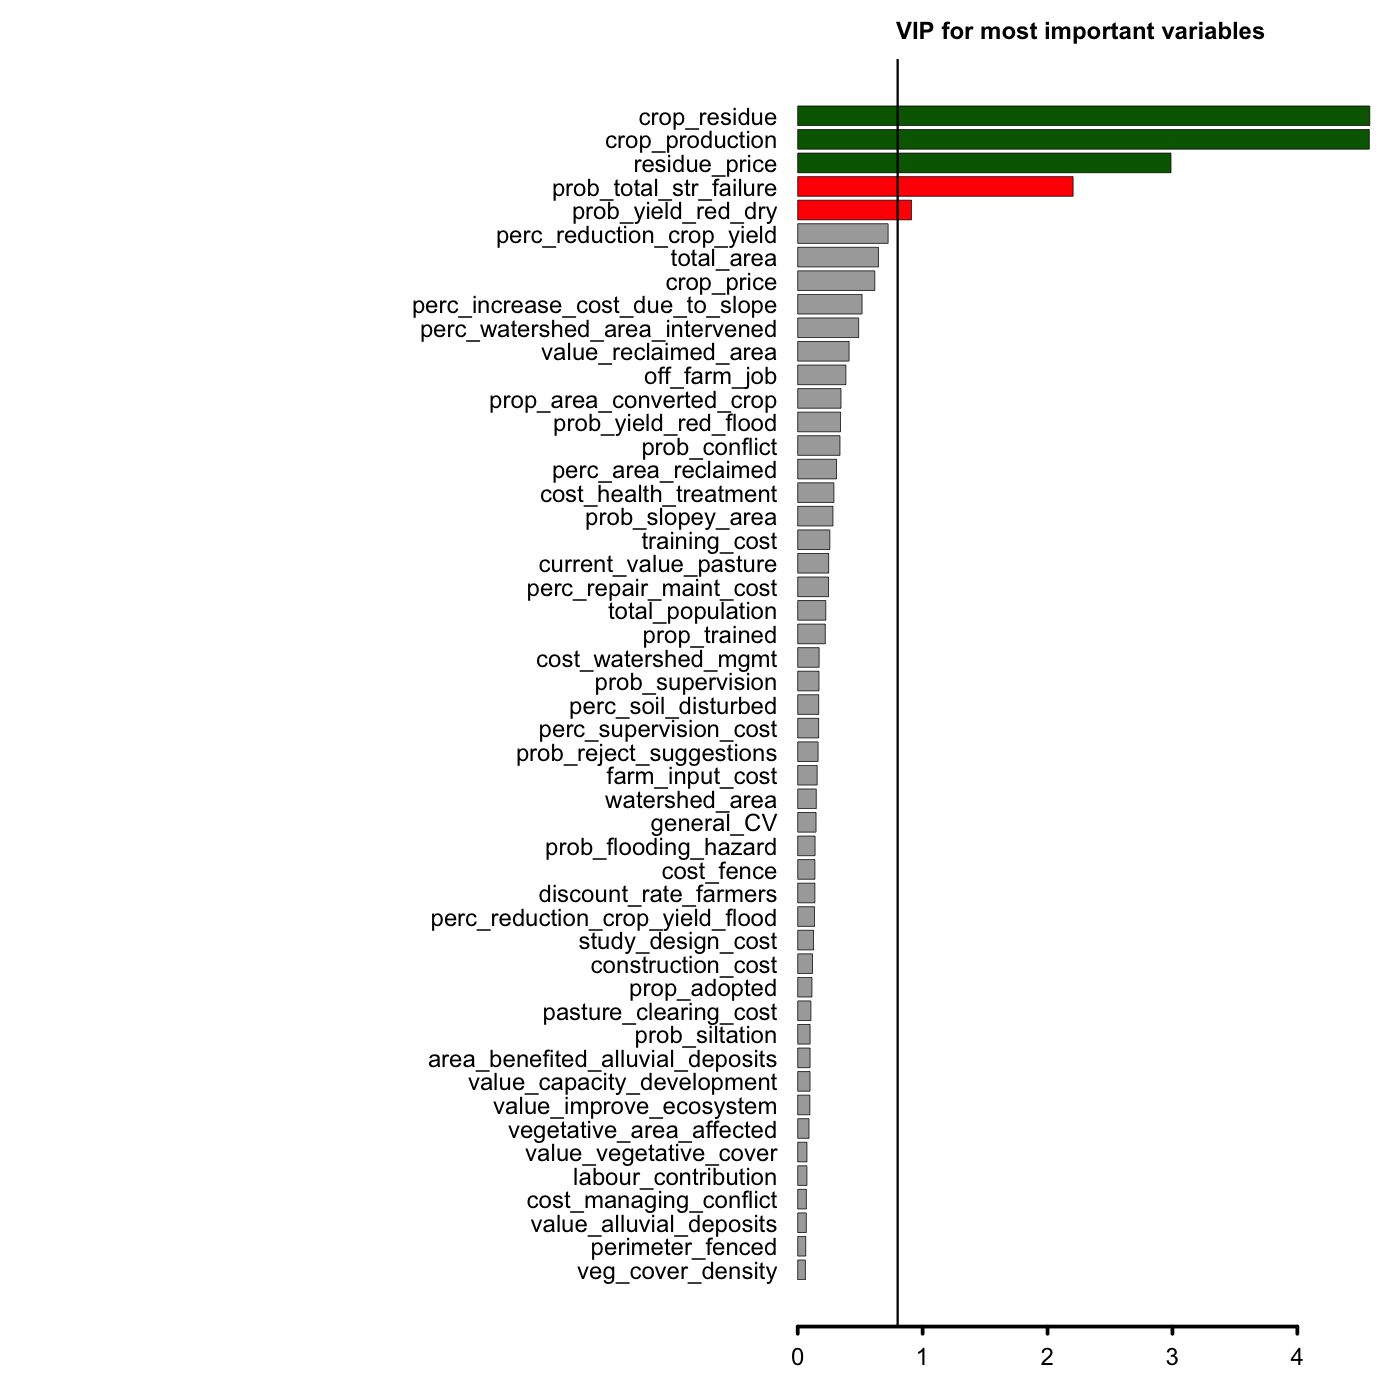 VIP for most important variables
crop_residue
crop_production
residue_price
prob_total_str_failure
prob_yield_red_dry
perc_reduction_crop_yield
total_area
crop_price
perc_increase_cost_due_to_slope
perc_watershed_area_intervened
value_reclaimed_area
off_farm_job
prop_area_converted_crop
prob_yield_red_flood
prob_conflict
perc_area_reclaimed
cost_health_treatment
prob_slopey_area
training_cost
current_value_pasture
perc_repair_maint_cost
total_population
prop_trained
cost_watershed_mgmt
prob_supervision
perc_soil_disturbed
perc_supervision_cost
prob_reject_suggestions
farm_input_cost
watershed_area
general_CV
prob_flooding_hazard
cost_fence
discount_rate_farmers
perc_reduction_crop_yield_flood
study_design_cost
construction_cost
prop_adopted
pasture_clearing_cost
prob_siltation
area_benefited_alluvial_deposits
value_capacity_development
value_improve_ecosystem
vegetative_area_affected
value_vegetative_cover
labour_contribution
cost_managing_conflict
value_alluvial_deposits
perimeter_fenced
veg_cover_density
0 1 2 3 4